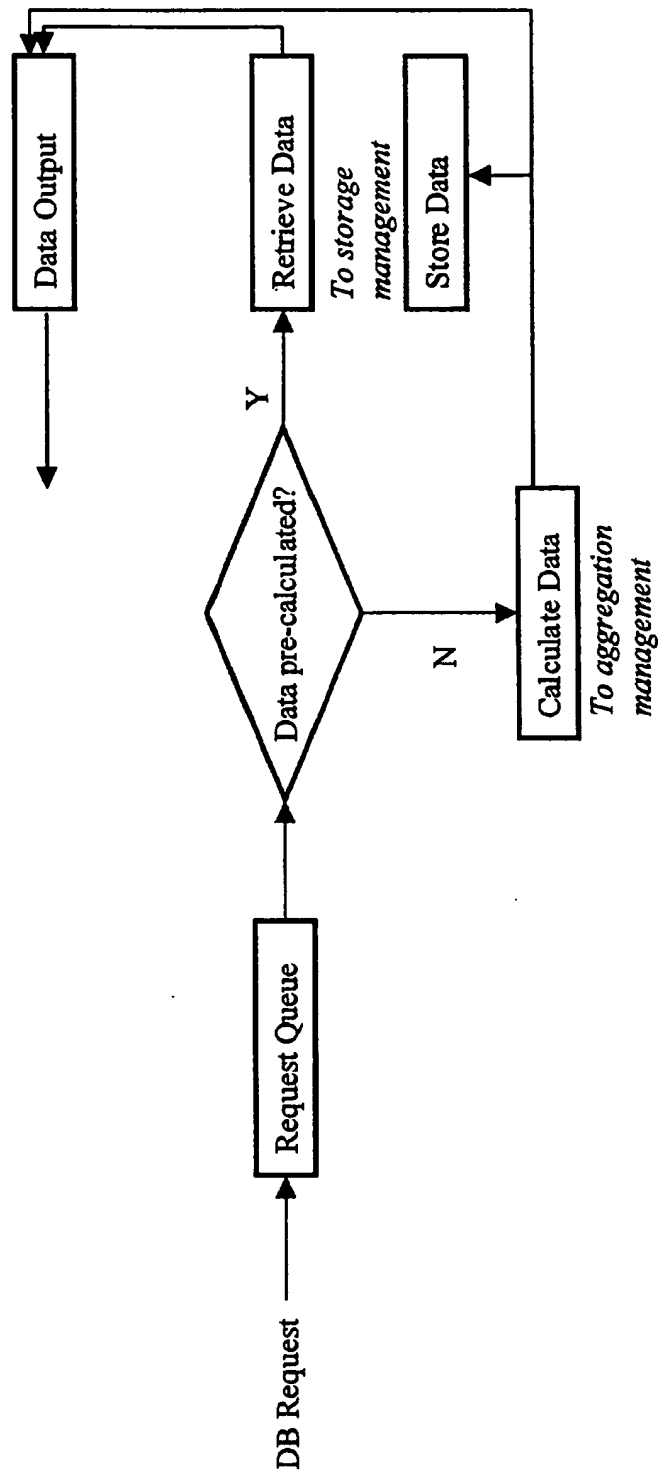 DB Request
Request Queue
Data pre-calculated?
Y
N
Data Output
Retrieve Data
To storage
management
Store Data
Calculate Data
To aggregation
management